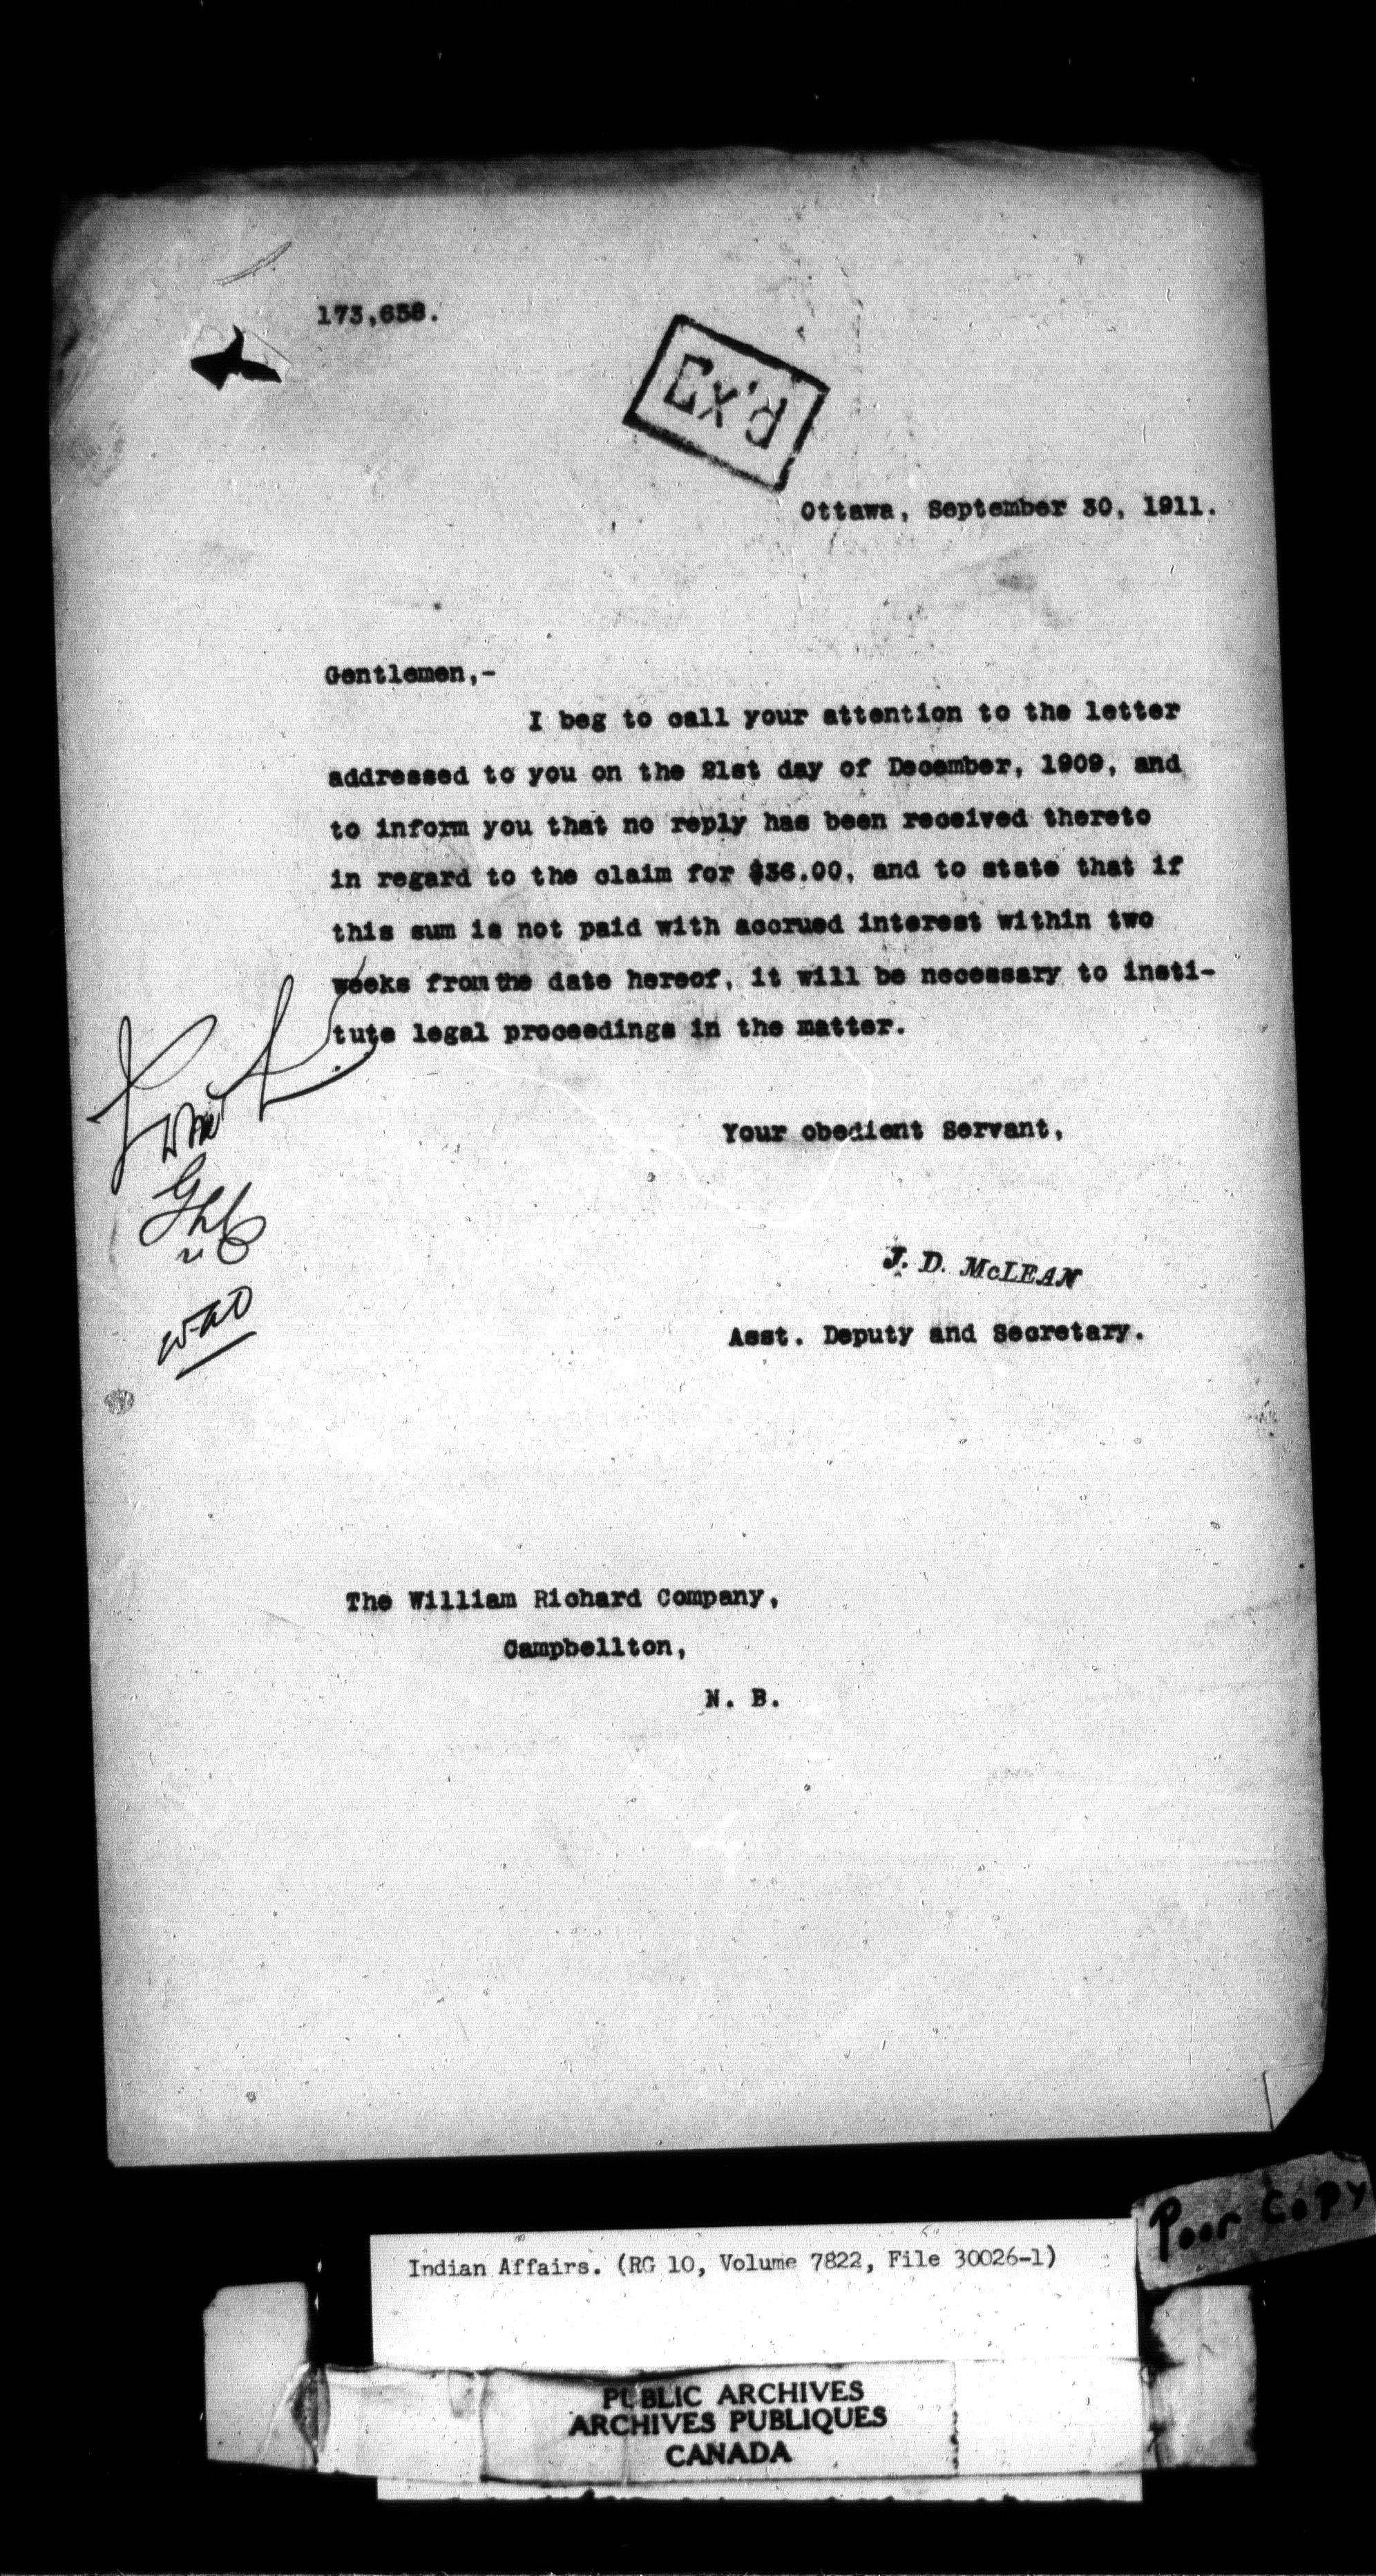 173,638.
Ex'd
Ottawa, September 30, 1911.
Gentlemen,-
I beg to call your attention to the letter
addressed to you on the 21st day of December, 1909, and
to inform you that no reply has been received thereto
in regard to the claim for $36.00, and to state that if
this sum is not paid with accrued interest within two
weeks from the date hereof, it will be necessary to insti-
tute legal proceedings in the matter.
Your obedient Servant,
J. D. McLEAN
Asst. Deputy and Secretary.
The William Richard Company,
Campbellton,
N. B.
Poor Copy
Indian Affairs. (RG 10, Volume 7822, File 30026-1)
PUBLIC ARCHIVES
ARCHIVES PUBLIQUES
CANADA